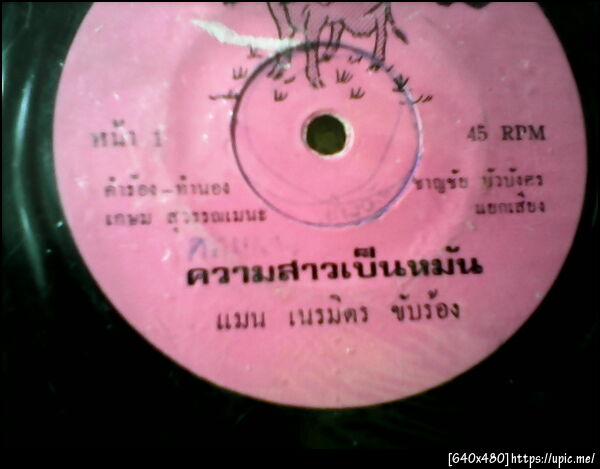 หน้า 1
45 RPM
คำร้อง-ทำนอง
เกษม สุวรรณเมนะ
ชาญชัย บัวบังศร
แยกเสียง
ความสาวเป็นหมัน
แมน เนรมิตร ขับร้อง
[640x480]https://upic.me/